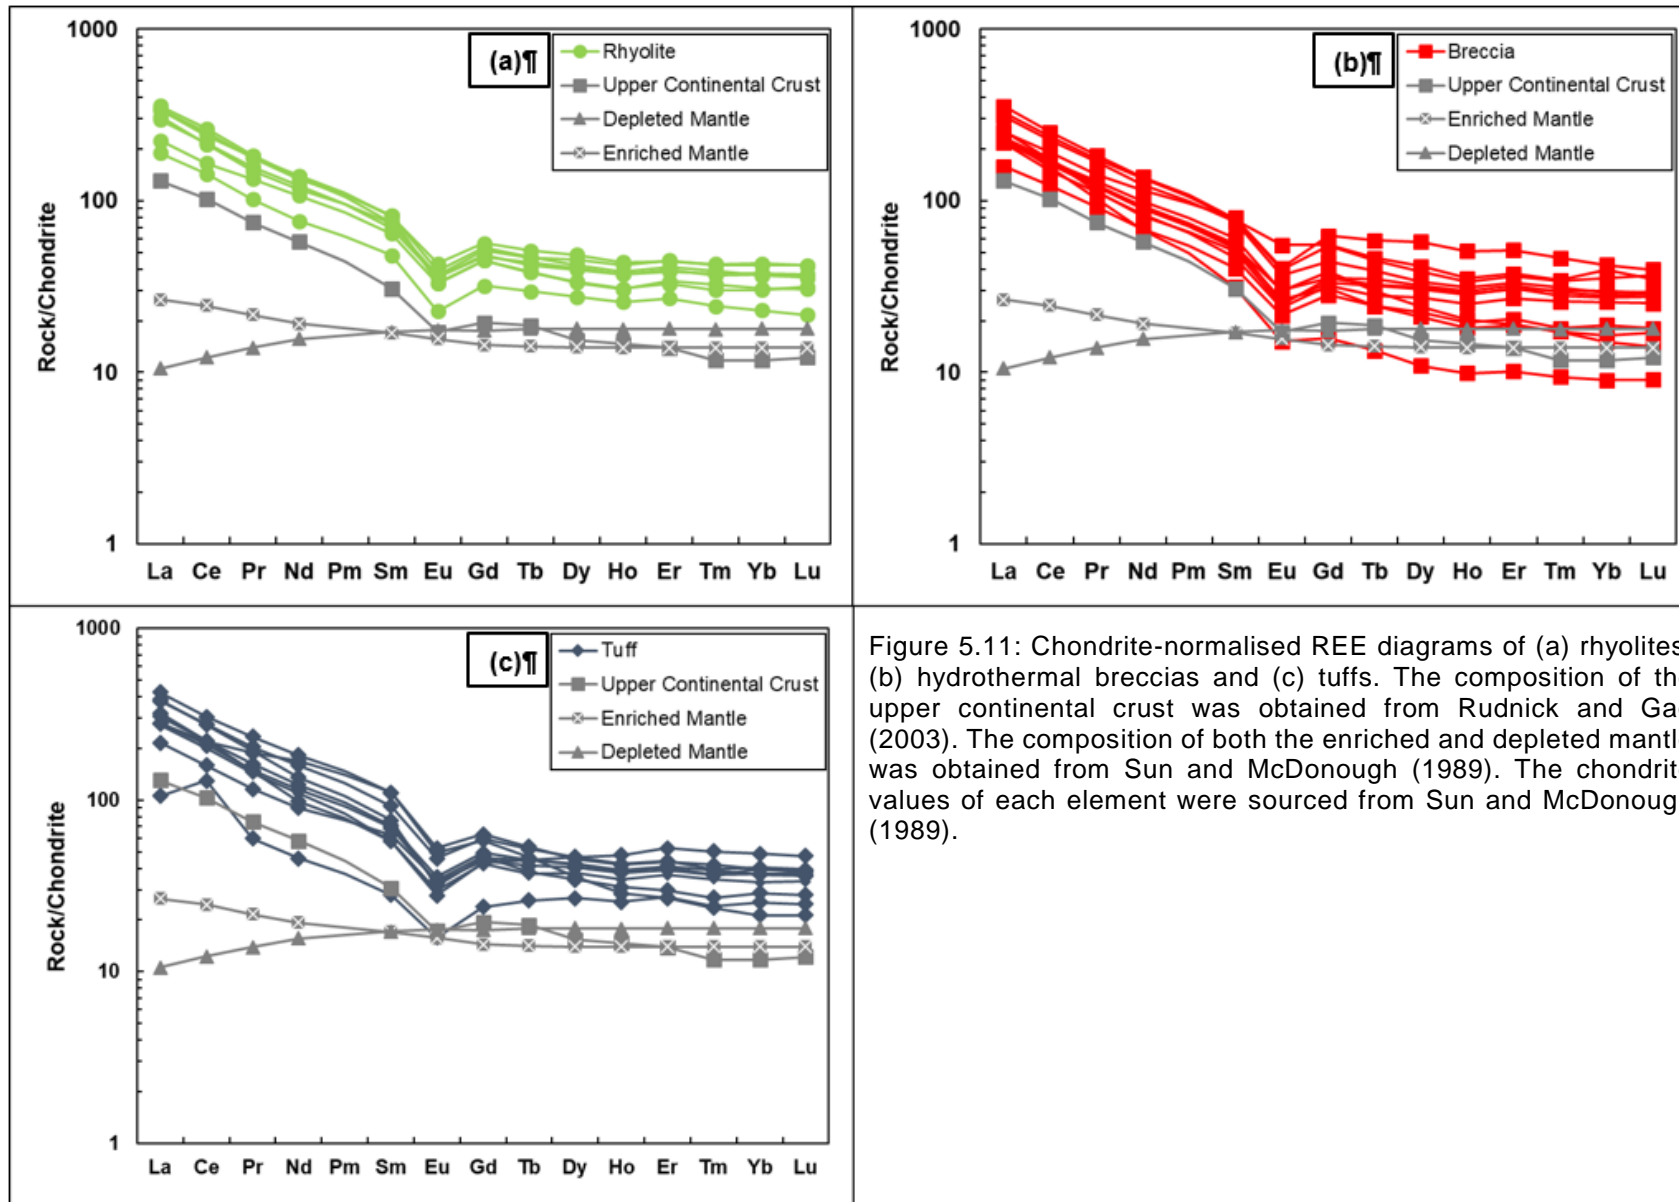 1000
100
10
1
Rock/Chondrite
(a)¶
Rhyolite
Upper Continental Crust
Depleted Mantle
Enriched Mantle
La Ce Pr Nd Pm Sm Eu Gd Tb Dy Ho Er Tm Yb Lu
1000
100
10
1
Rock/Chondrite
(b)¶
Breccia
Upper Continental Crust
Enriched Mantle
Depleted Mantle
La Ce Pr Nd Pm Sm Eu Gd Tb Dy Ho Er Tm Yb Lu
1000
100
10
1
Rock/Chondrite
(c)¶
Tuff
Upper Continental Crust
Enriched Mantle
Depleted Mantle
La Ce Pr Nd Pm Sm Eu Gd Tb Dy Ho Er Tm Yb Lu
Figure 5.11: Chondrite-normalised REE diagrams of (a) rhyolites
(b) hydrothermal breccias and (c) tuffs. The composition of th
upper continental crust was obtained from Rudnick and Ga
(2003). The composition of both the enriched and depleted mantl
was obtained from Sun and McDonough (1989). The chondrit
values of each element were sourced from Sun and McDonoug
(1989).